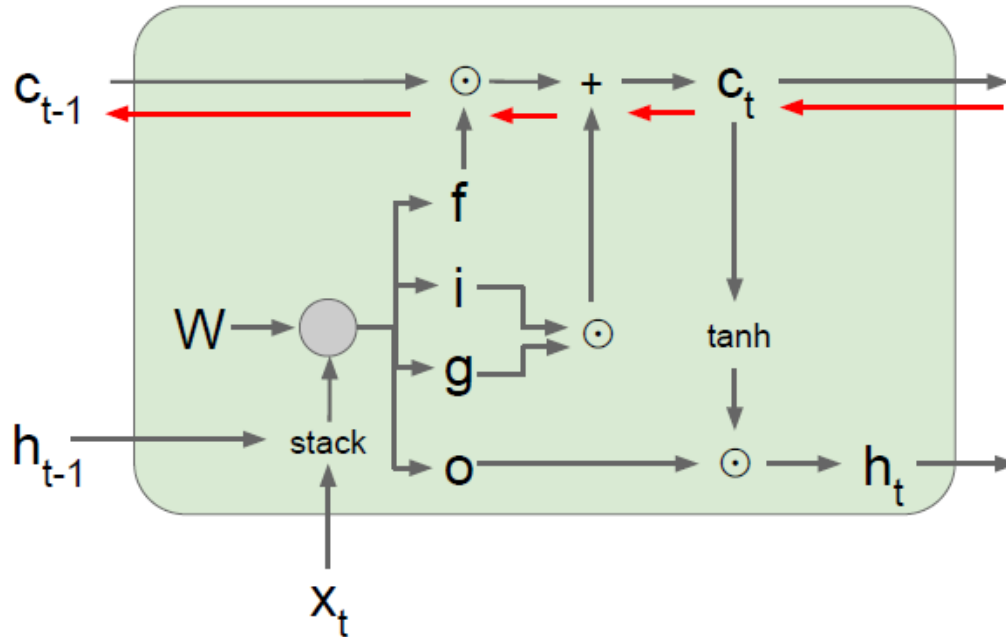 c_{t-1} ⊙ + c_t
f
i
W ⊙ tanh
g
h_{t-1} stack o ⊙ h_t
x_t